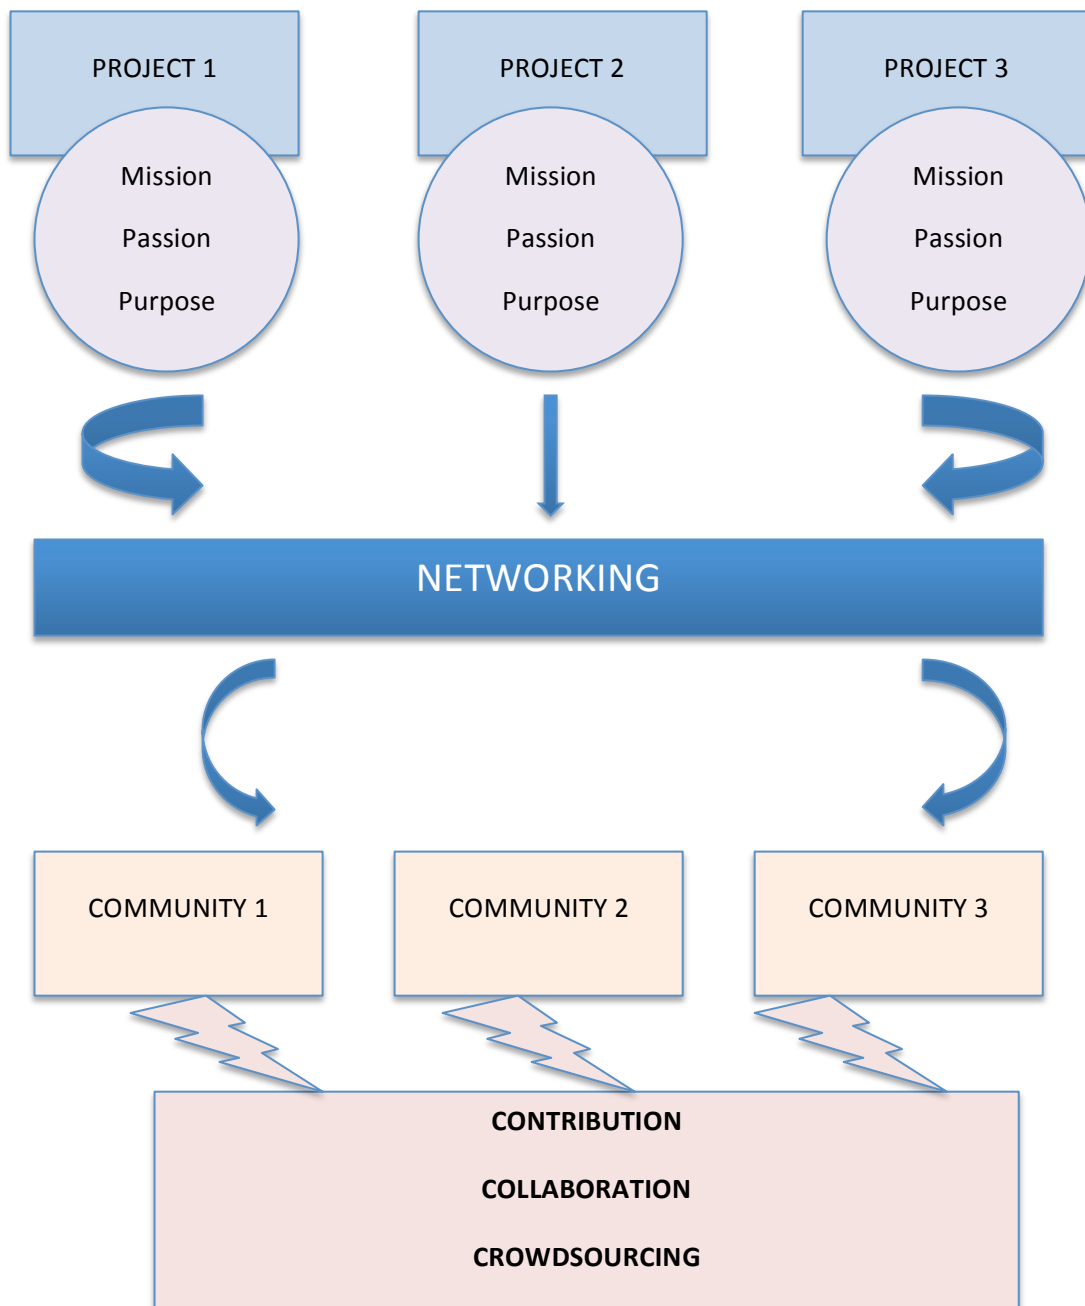 PROJECT 1
PROJECT 2
PROJECT 3
Mission
Passion
Purpose
Mission
Passion
Purpose
Mission
Passion
Purpose
NETWORKING
COMMUNITY 1
COMMUNITY 2
COMMUNITY 3
CONTRIBUTION
COLLABORATION
CROWDSOURCING